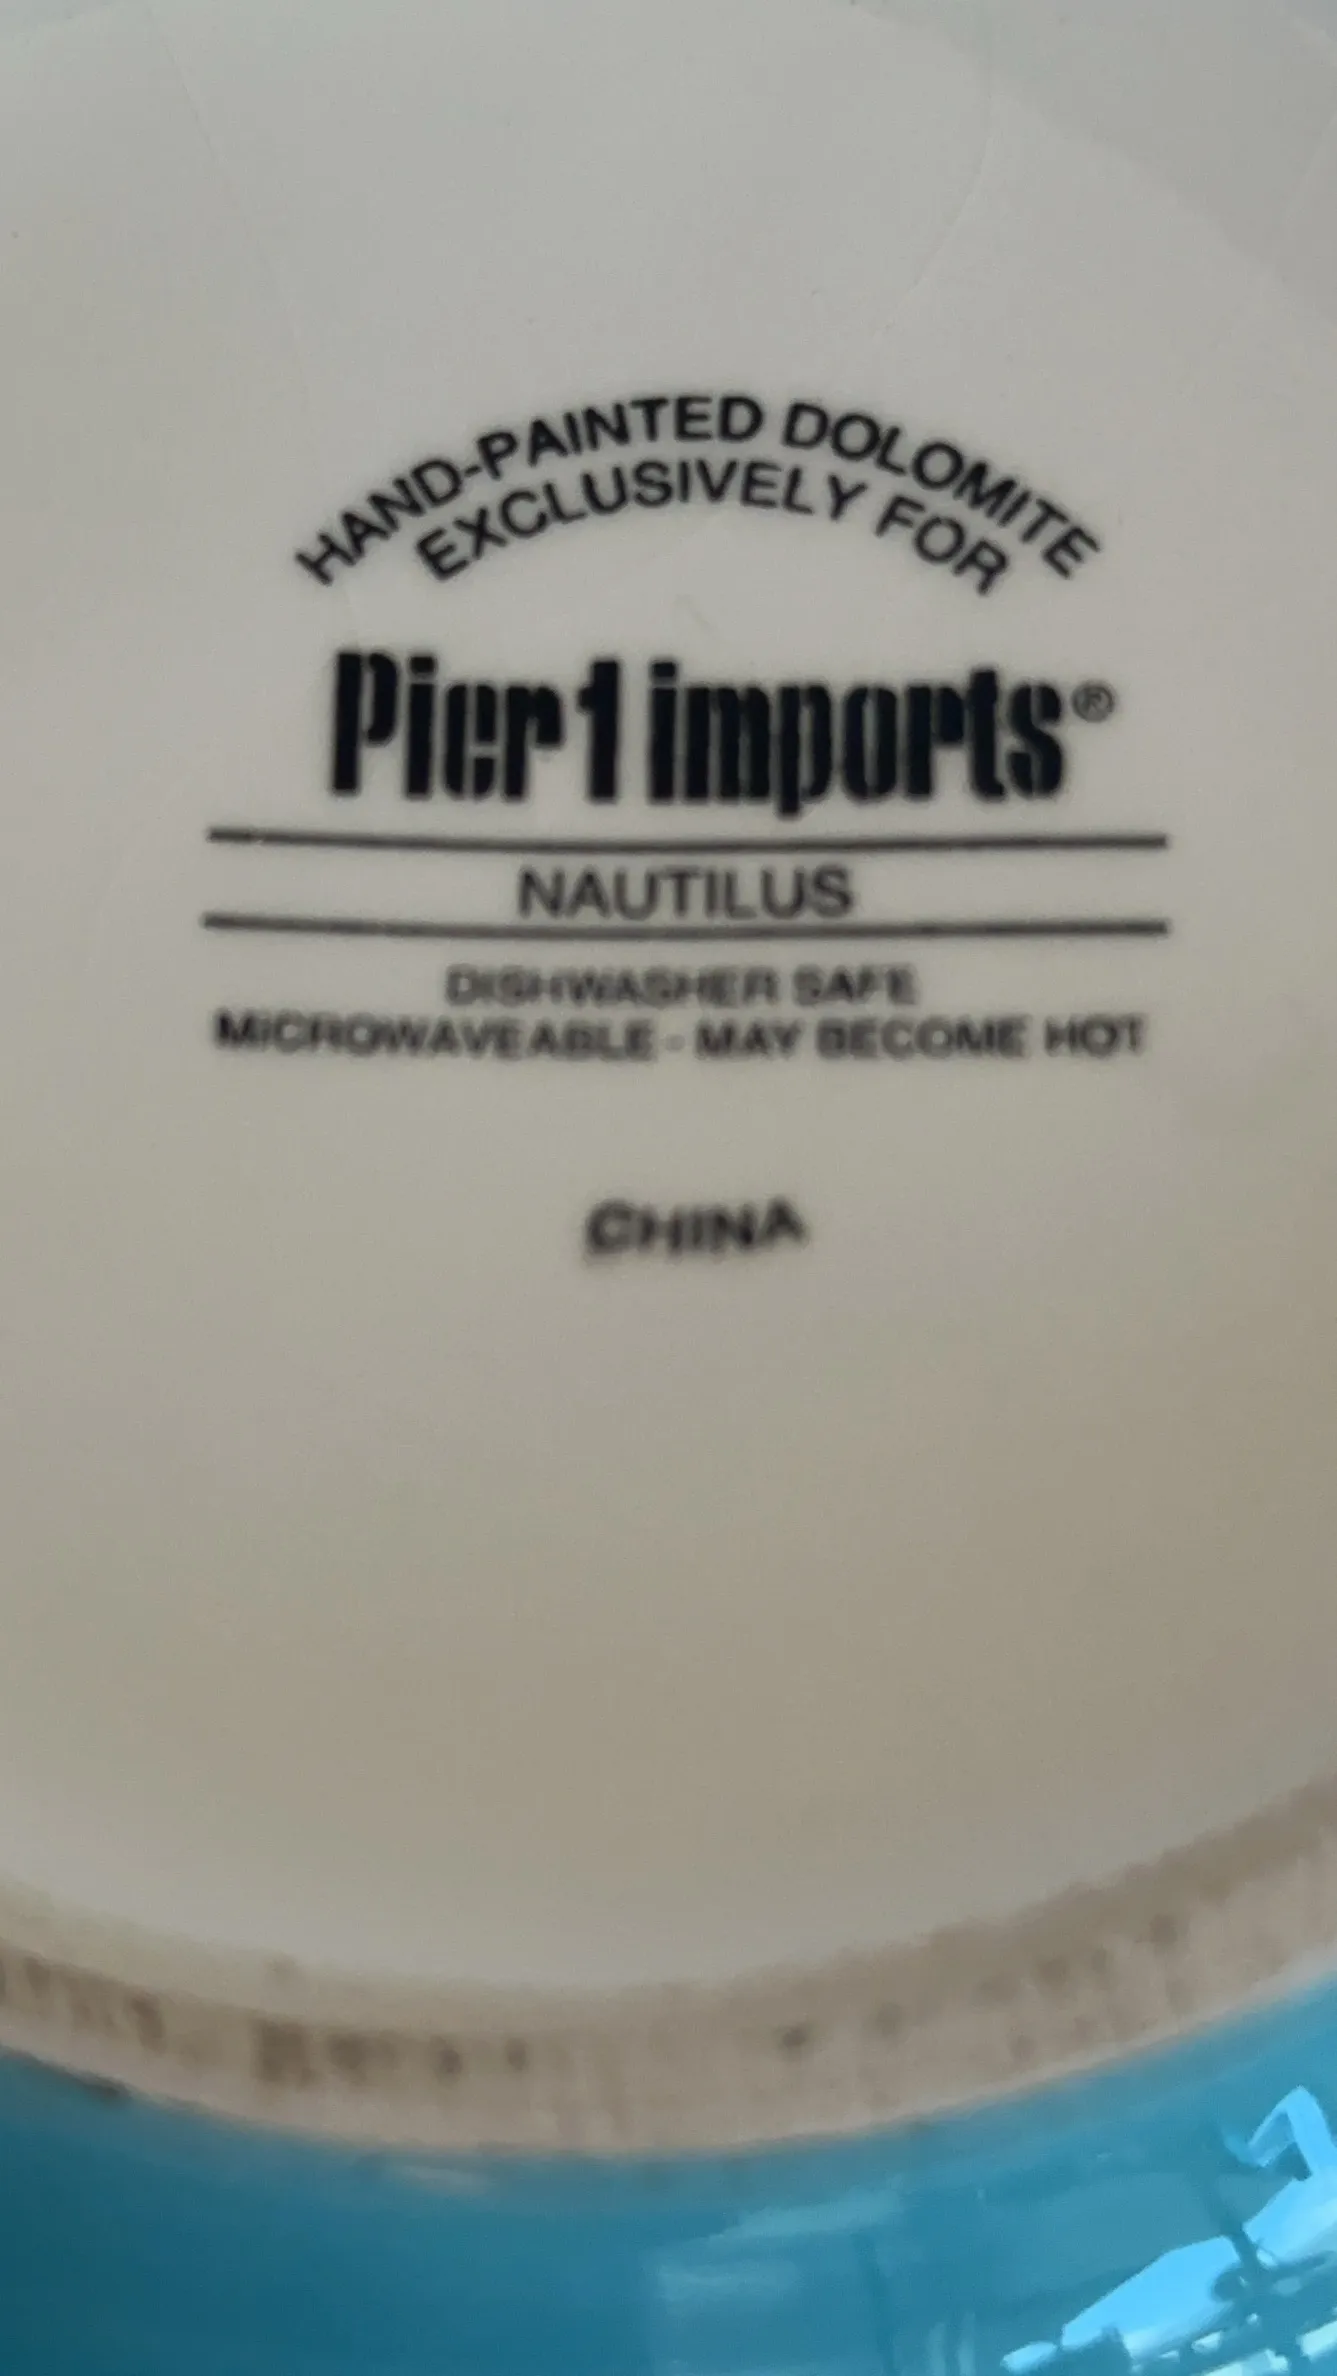 HAND-PAINTED DOLOMITE
EXCLUSIVELY FOR
Pier 1 imports®
NAUTILUS
DISHWASHER SAFE
MICROWAVEABLE - MAY BECOME HOT
CHINA